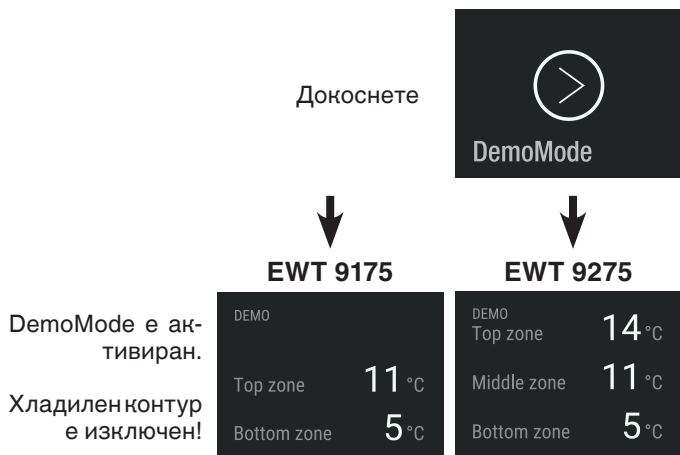 Докоснете
DemoMode
EWT 9175
EWT 9275
DemoMode е ак-
тивиран.
Хладилен контур
е изключен!
DEMO
Top zone 11 °C
Bottom zone 5 °C
DEMO
Top zone 14 °C
Middle zone 11 °C
Bottom zone 5 °C